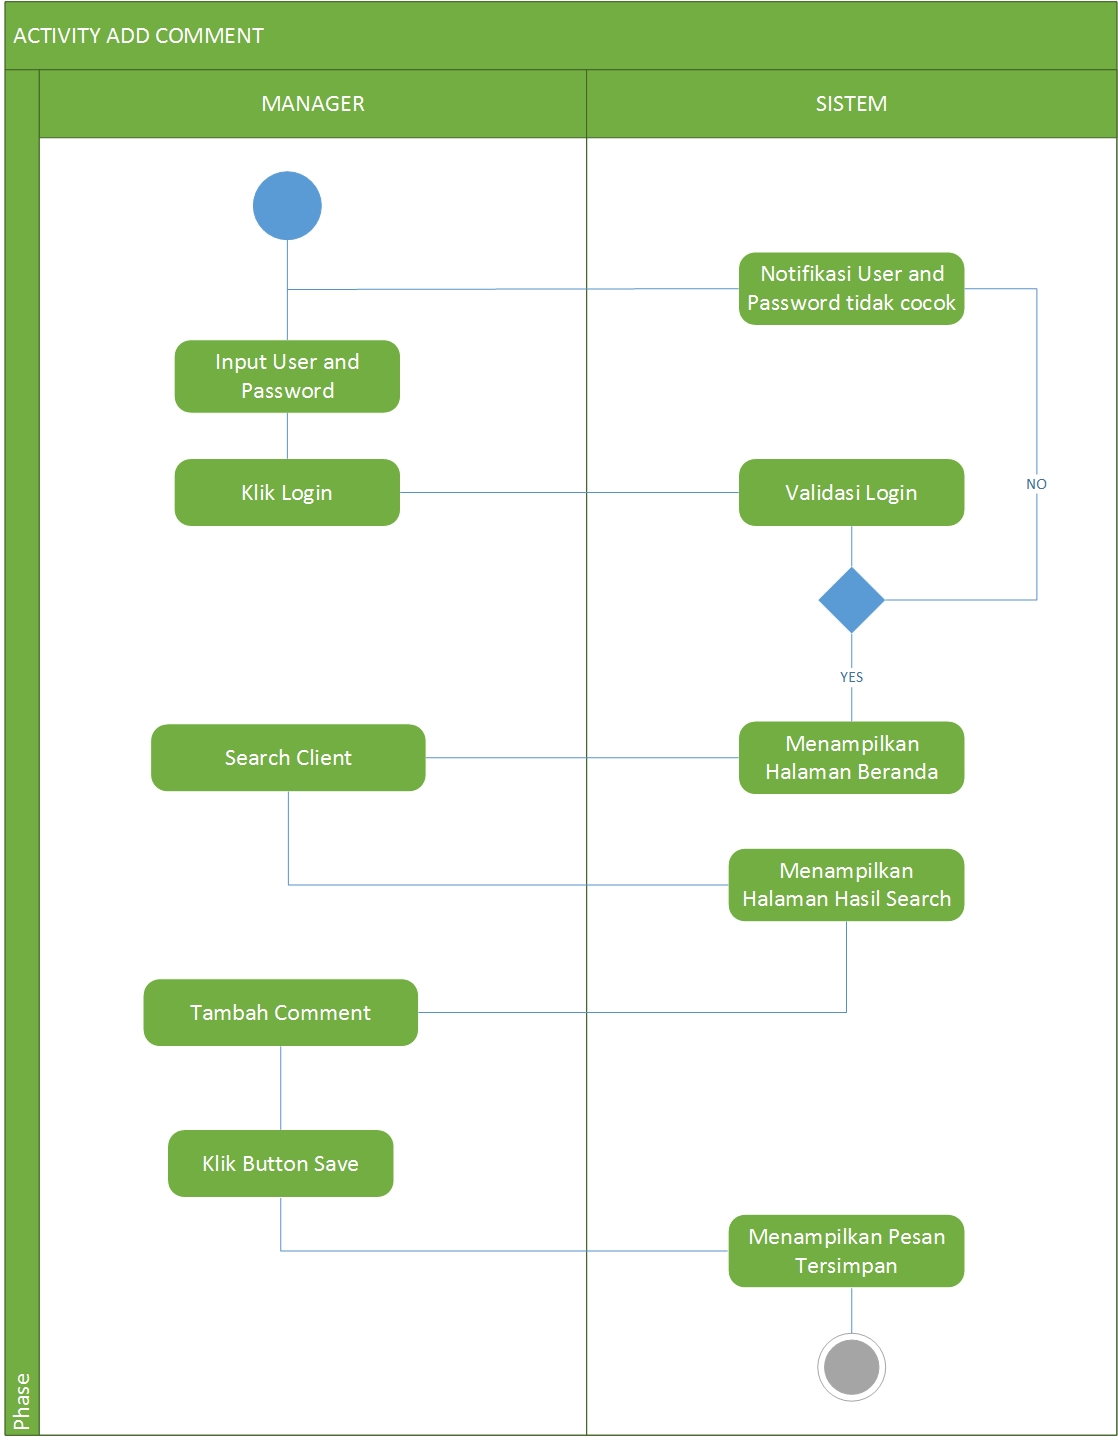 ACTIVITY ADD COMMENT
MANAGER
SISTEM
Notifikasi User and
Password tidak cocok
Input User and
Password
Klik Login
Validasi Login
NO
YES
Search Client
Menampilkan
Halaman Beranda
Menampilkan
Halaman Hasil Search
Tambah Comment
Klik Button Save
Menampilkan Pesan
Tersimpan
Phase